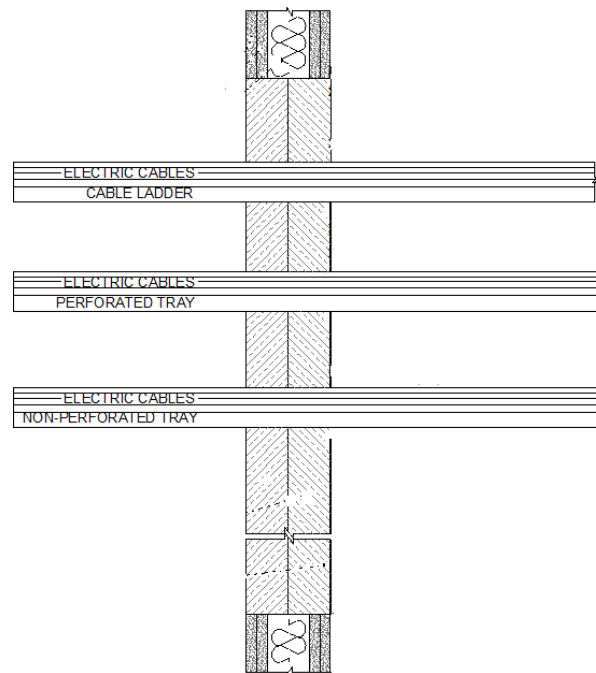 ELECTRIC CABLES
CABLE LADDER
ELECTRIC CABLES
PERFORATED TRAY
ELECTRIC CABLES
NON-PERFORATED TRAY